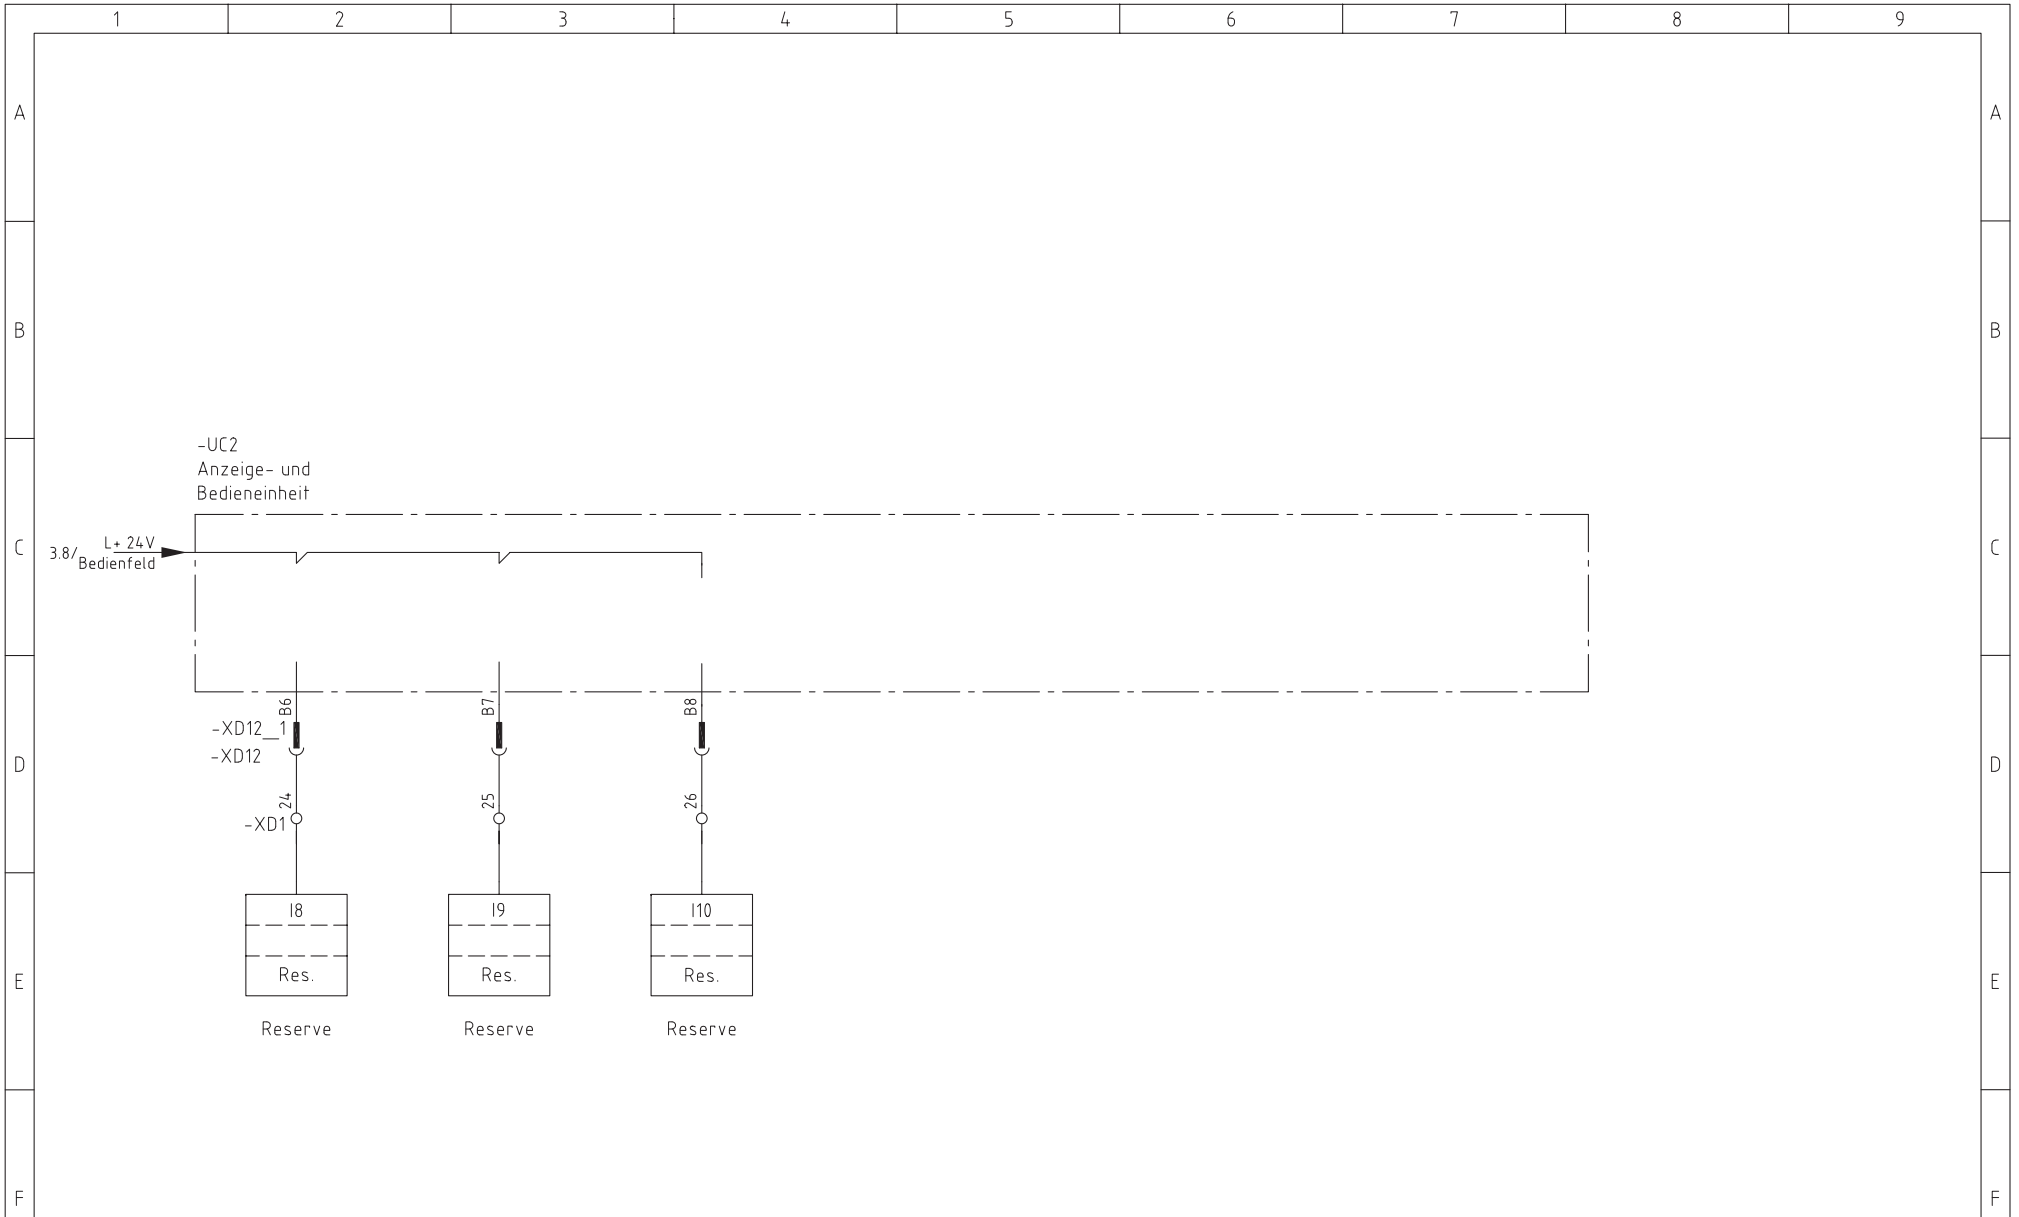 1 2 3 4 5 6 7 8 9
A A
B B
-UC2
Anzeige- und
Bedieneinheit
C C
3.8/ L+ 24V
Bedienfeld
B6 B7 B8
-XD12__1
-XD12
D D
24 25 26
-XD1
I8 I9 I10
Res. Res. Res.
E E
Reserve Reserve Reserve
F F